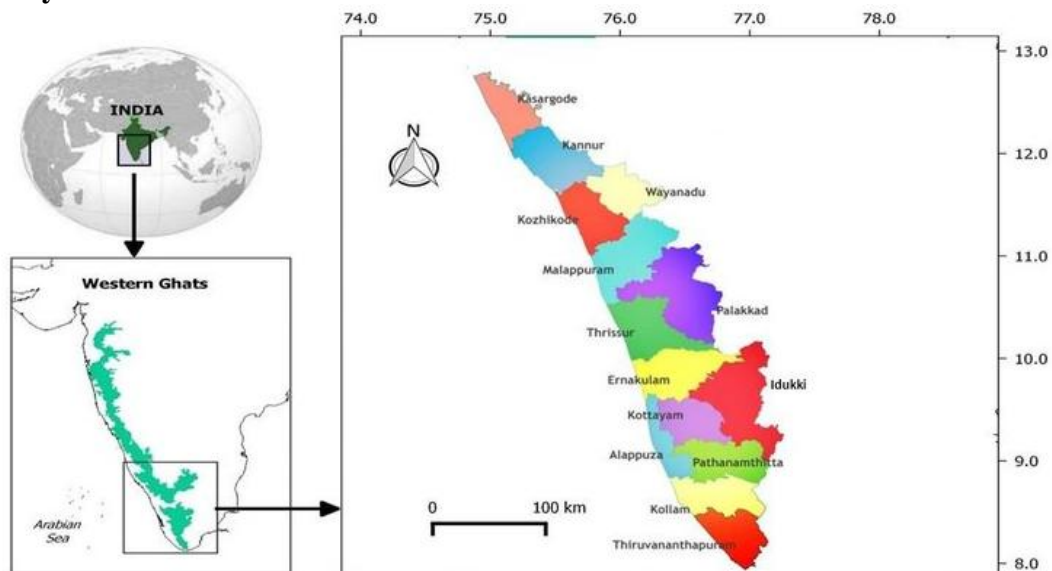 74.0 75.0 76.0 77.0 78.0
13.0
INDIA
Kasargode
N
Kannur
12.0
Wayanadu
Kozhikode
11.0
Malappuram
Western Ghats
Palakkad
Thrissur
10.0
Ernakulam
Idukki
Kottayam
Alappuza
Pathanamthitta
9.0
0 100 km
Kollam
Arabian
Sea
Thiruvananthapuram
8.0